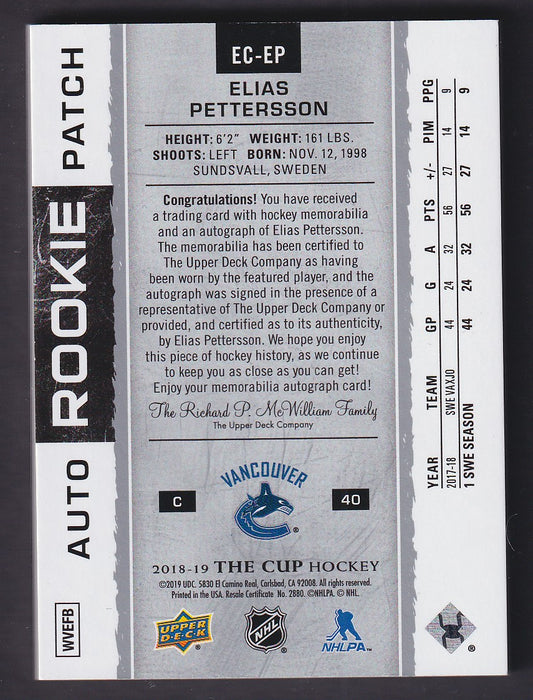 EC-EP
ELIAS
PETTERSSON
HEIGHT: 6'2" WEIGHT: 161 LBS.
SHOOTS: LEFT BORN: NOV. 12, 1998
SUNDSVALL, SWEDEN
Congratulations! You have received
a trading card with hockey memorabilia
and an autograph of Elias Pettersson.
The memorabilia has been certified to
The Upper Deck Company as having
been worn by the featured player, and the
autograph was signed in the presence of a
representative of The Upper Deck Company or
provided, and certified as to its authenticity,
by Elias Pettersson. We hope you enjoy
this piece of hockey history, as we continue
to keep you as close as you can get!
Enjoy your memorabilia autograph card!
The Richard P. McWilliam Family
The Upper Deck Company
VANCOUVER
®
C
40
2018-19 THE CUP HOCKEY
©2019 UDC. 5830 El Camino Real, Carlsbad, CA 92008. All rights reserved.
Printed in the USA. Resale Certificate No. 2880. ©NHLPA. © NHL.
UPPER
DECK
NHL
®
NHLPA
®
AUTO ROOKIE PATCH
WVEFB
YEAR TEAM GP G A PTS +/- PIM PPG
2017-18 SWE VAXJO 44 24 32 56 27 14 9
1 SWE SEASON 44 24 32 56 27 14 9